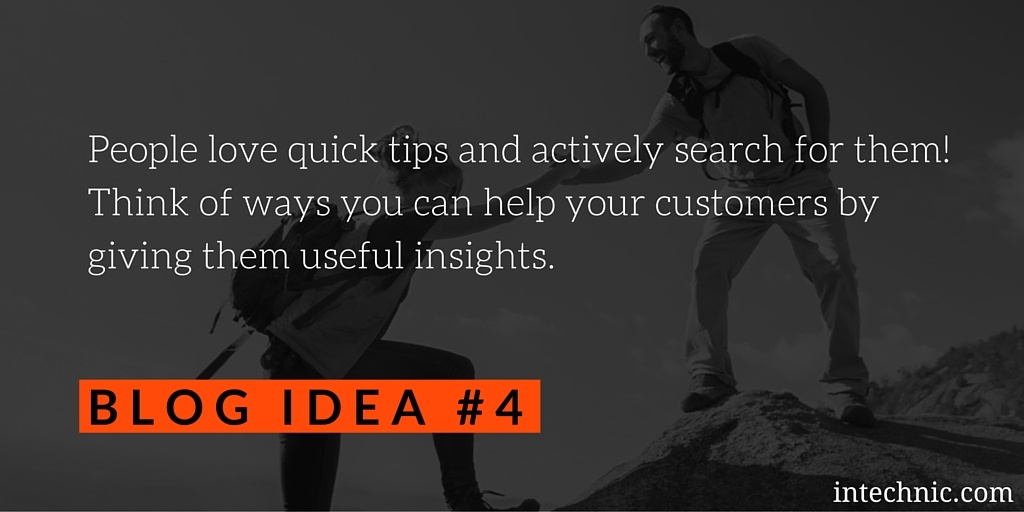 People love quick tips and actively search for them!
Think of ways you can help your customers by
giving them useful insights.
BLOG IDEA #4
intechnic.com